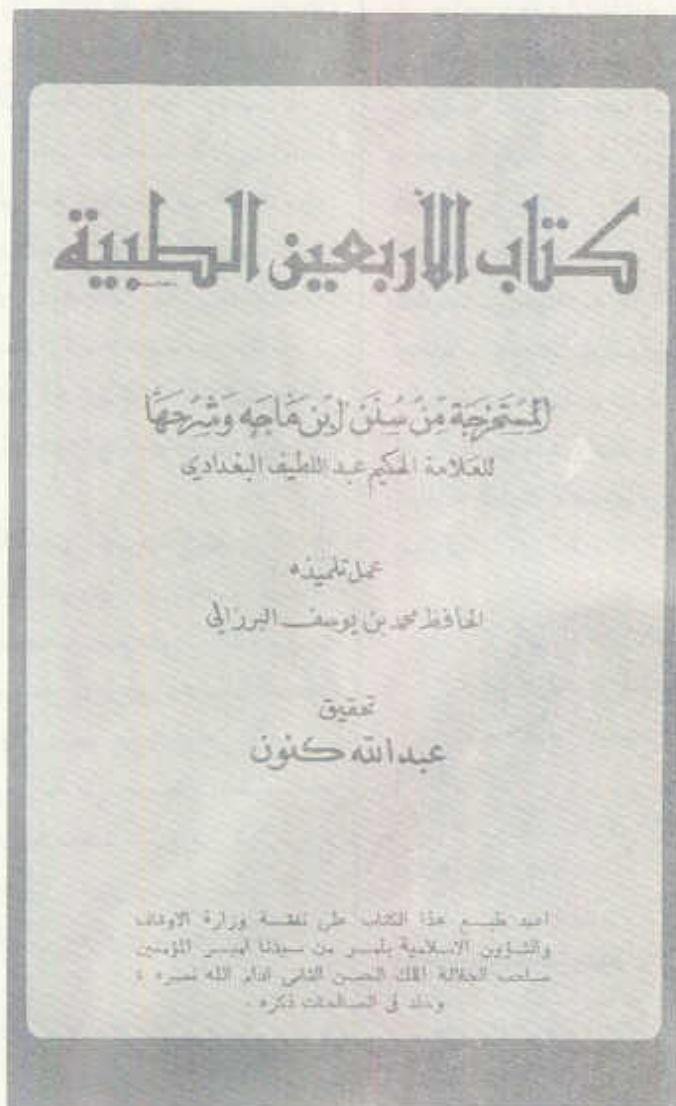 كتاب الأربعين الطبية
المستخرجة من سنن ابن ماجه وشرحها
للعلامة الحكيم عبد اللطيف البغدادي
عمل تلميذه
الحافظ محمد بن يوسف البرزالي
تحقيق
عبد الله كنون
اعيد طبع هذا الكتاب على نفقة وزارة الاوقاف
والشؤون الاسلامية بأمر من سيدنا امير المؤمنين
صاحب الجلالة الملك الحسن الثاني ادام الله نصره ،
وخلد في الصالحات ذكره .